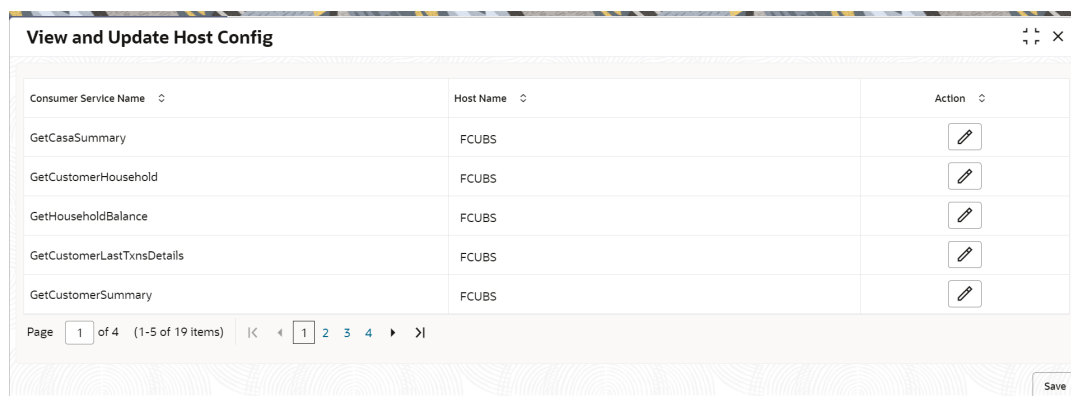 View and Update Host Config
Consumer Service Name Host Name Action
GetCasaSummary FCUBS
GetCustomerHousehold FCUBS
GetHouseholdBalance FCUBS
GetCustomerLastTxnsDetails FCUBS
GetCustomerSummary FCUBS
Page 1 of 4 (1-5 of 19 items) 1 2 3 4
Save